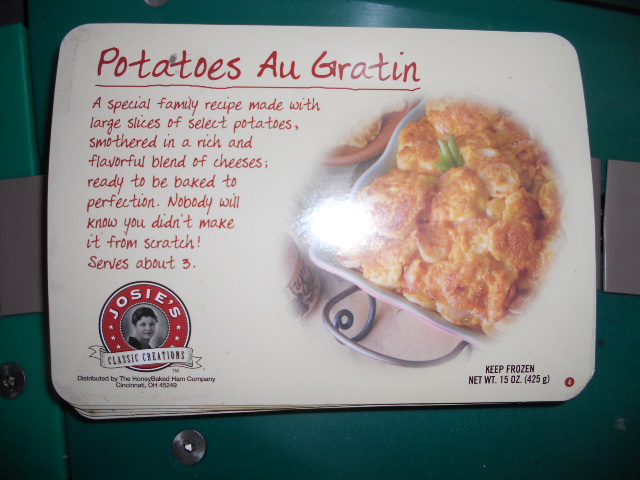 Potatoes Au Gratin
A special family recipe made with
large slices of select potatoes,
smothered in a rich and
flavorful blend of cheeses;
ready to be baked to
perfection. Nobody will
know you didn't make
it from scratch!
Serves about 3.
JOSIE'S
CLASSIC CREATIONS
TM
Distributed by The HoneyBaked Ham Company
Cincinnati, OH 45249
KEEP FROZEN
NET WT. 15 OZ. (425 g)
4